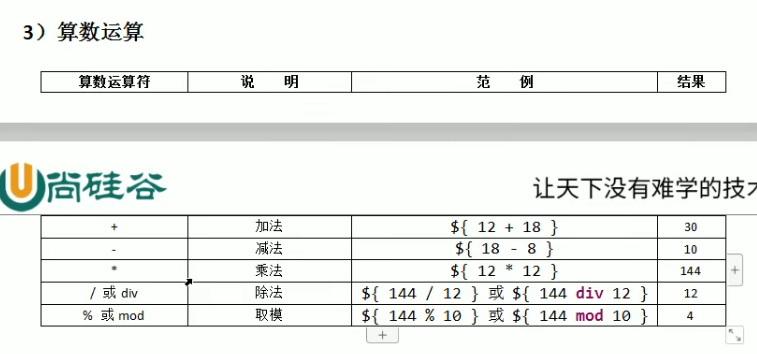 3）算数运算
算数运算符 说 明 范 例 结果
尚硅谷 让天下没有难学的技
+ 加法 ${ 12 + 18 } 30
- 减法 ${ 18 - 8 } 10
* 乘法 ${ 12 * 12 } 144
/ 或 div 除法 ${ 144 / 12 } 或 ${ 144 div 12 } 12
% 或 mod 取模 ${ 144 % 10 } 或 ${ 144 mod 10 } 4